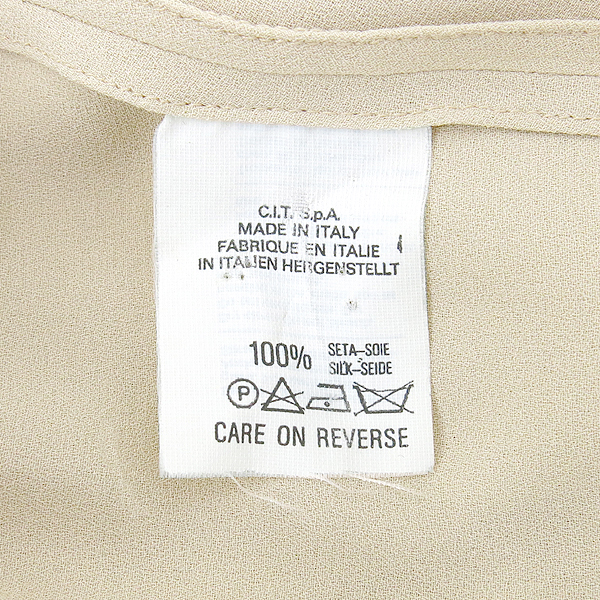 C.I.T. S.p.A.
MADE IN ITALY
FABRIQUE EN ITALIE
IN ITALIEN HERGENSTELLT
100% SETA-SOIE
SILK-SEIDE
P
CARE ON REVERSE